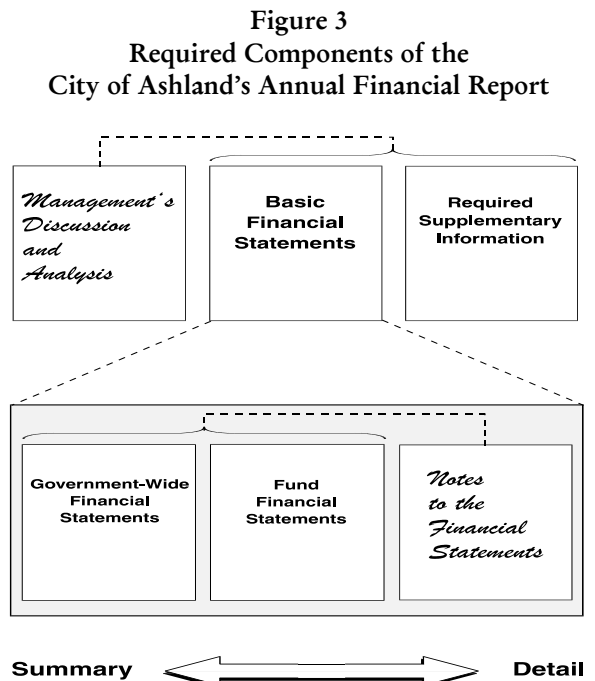 Figure 3
Required Components of the
City of Ashland’s Annual Financial Report
Management's
Discussion
and
Analysis
Basic
Financial
Statements
Required
Supplementary
Information
Government-Wide
Financial
Statements
Fund
Financial
Statements
Notes
to the
Financial
Statements
Summary
Detail